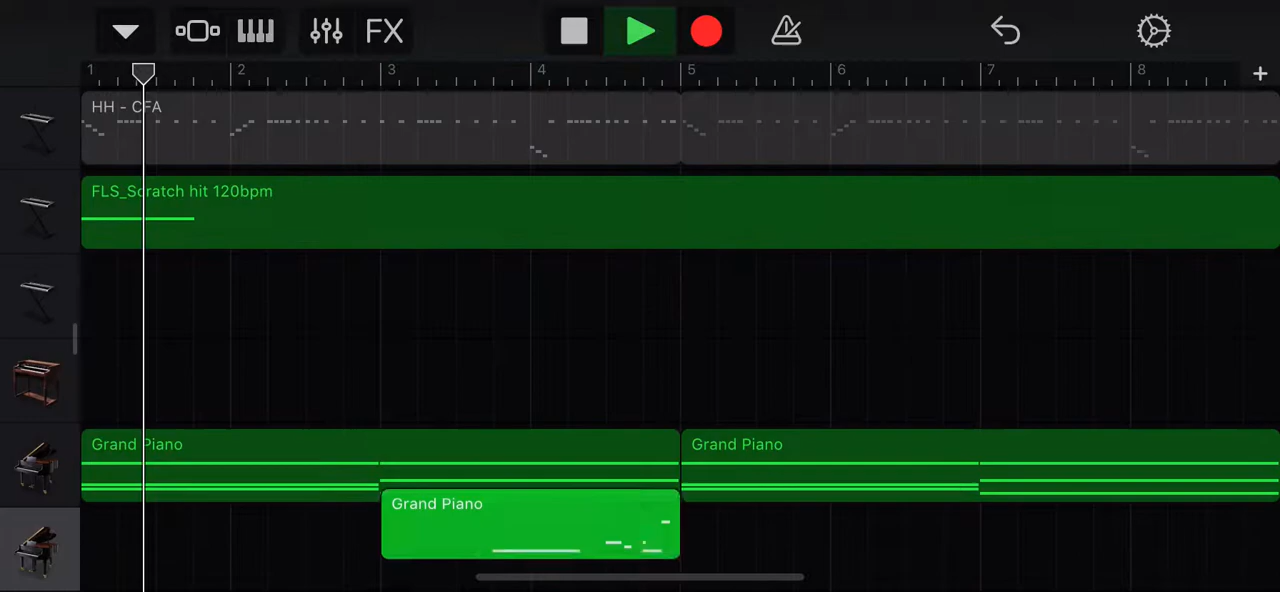 FX
1 2 3 4 5 6 7 8
HH - CFA
FLS_Scratch hit 120bpm
Grand Piano Grand Piano
Grand Piano